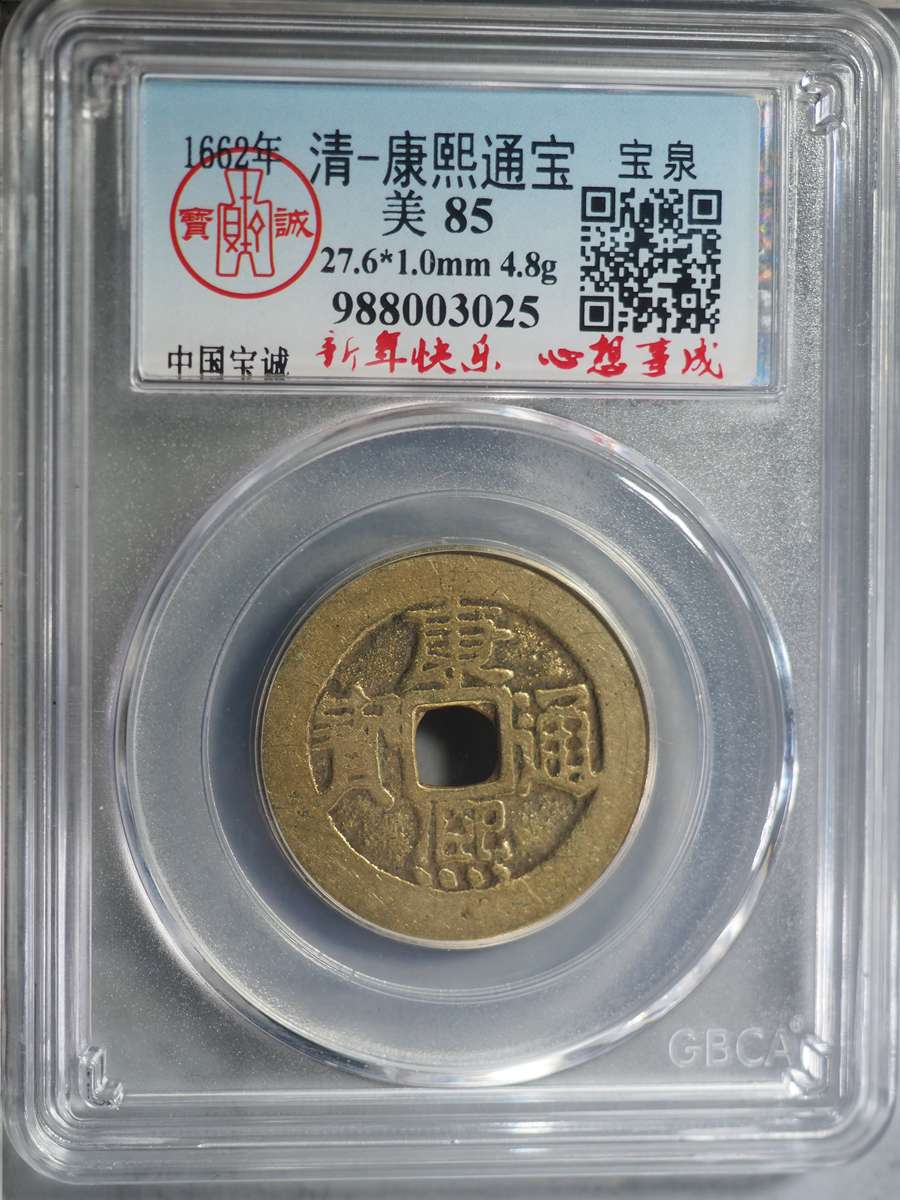 1662年 清-康熙通宝 宝泉
美 85
27.6*1.0mm 4.8g
988003025
寶 誠
中国宝诚 新年快乐 心想事成
康熙通寳
GBCA®